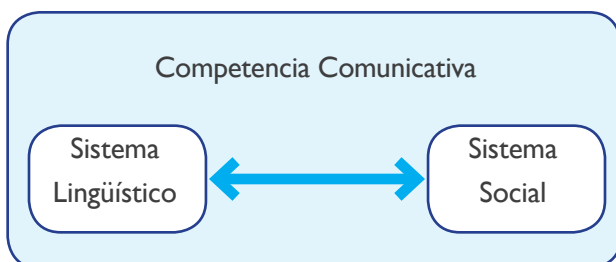 Competencia Comunicativa
Sistema
Lingüístico
Sistema
Social